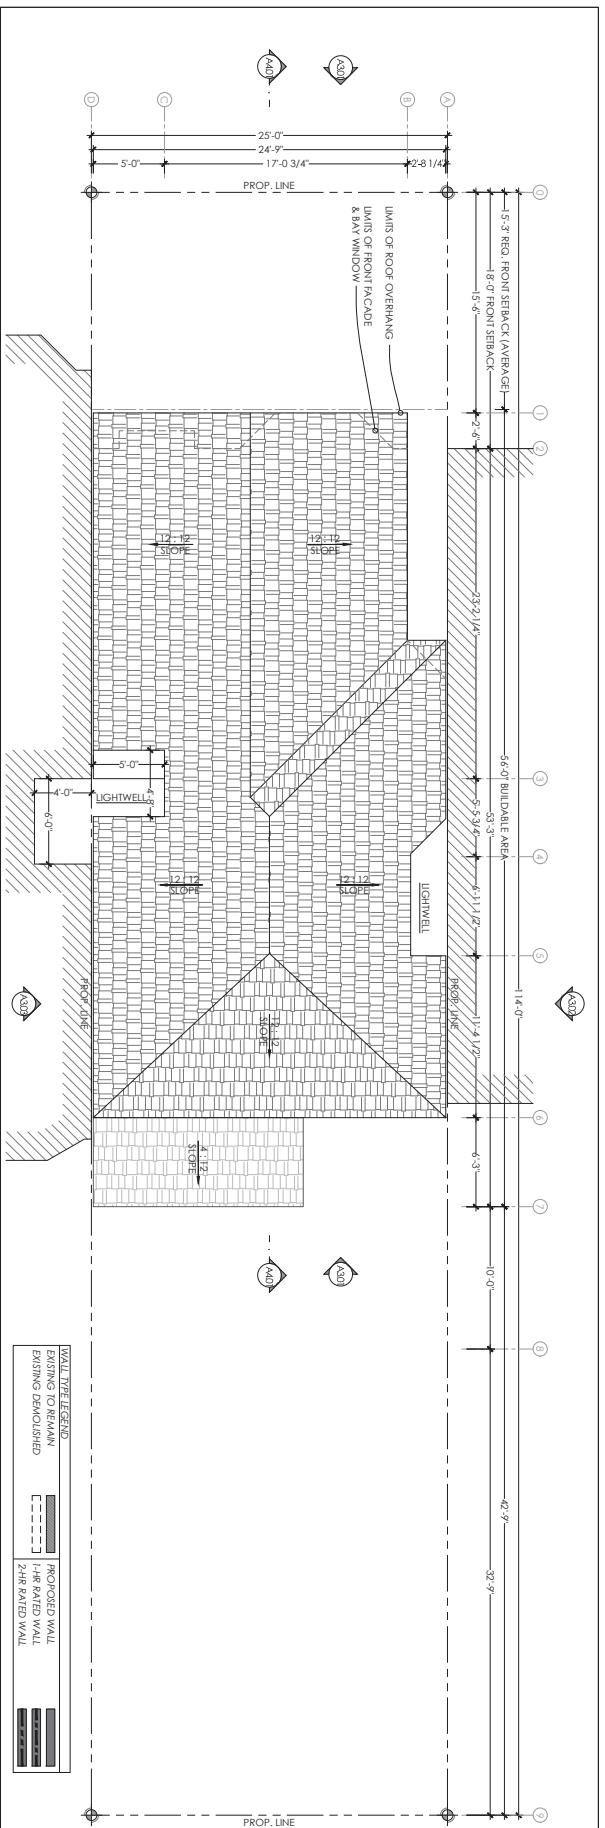 A401
A301
D
C
B
A
25'-0"
24'-9"
5'-0"
17'-0 3/4"
2'-8 1/4"
PROP. LINE
0
1
2
3
4
5
6
7
8
9
114'-0"
15'-3" REQ. FRONT SETBACK (AVERAGE)
56'-0" BUILDABLE AREA
42'-9"
18'-0" FRONT SETBACK
53'-3"
10'-0"
32'-9"
15'-6"
2'-6"
23'-2 1/4"
5'-5 3/4"
6'-11 1/2"
11'-4 1/2"
6'-3"
LIMITS OF ROOF OVERHANG
LIMITS OF FRONT FACADE
& BAY WINDOW
12 : 12
SLOPE
12 : 12
SLOPE
5'-0"
4'-8"
LIGHTWELL
4'-0"
6'-0"
12 : 12
SLOPE
12 : 12
SLOPE
LIGHTWELL
PROP. LINE
PROP. LINE
A302
A303
12 : 12
SLOPE
4 : 12
SLOPE
A401
A301
WALL TYPE LEGEND
EXISTING TO REMAIN
EXISTING DEMOLISHED
PROPOSED WALL
1-HR RATED WALL
2-HR RATED WALL
PROP. LINE